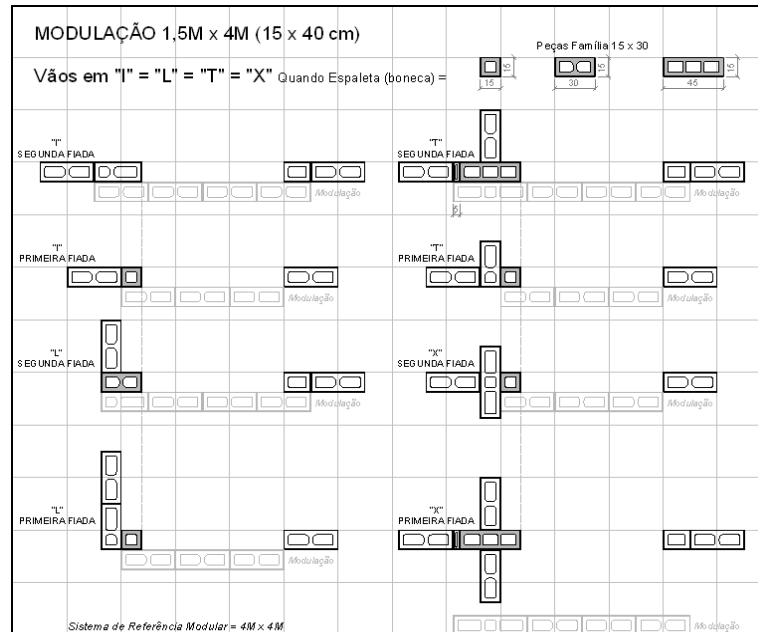 MODULAÇÃO 1,5M x 4M (15 x 40 cm)
Peças Família 15 x 30
Vãos em "I" = "L" = "T" = "X" Quando Espaleta (boneca) =
15
15
30
15
45
15
"I"
SEGUNDA FIADA
Modulação
"T"
SEGUNDA FIADA
Modulação
5
"I"
PRIMEIRA FIADA
Modulação
"T"
PRIMEIRA FIADA
Modulação
"L"
SEGUNDA FIADA
Modulação
"X"
SEGUNDA FIADA
Modulação
"L"
PRIMEIRA FIADA
Modulação
"X"
PRIMEIRA FIADA
Sistema de Referência Modular = 4M x 4M
Modulação